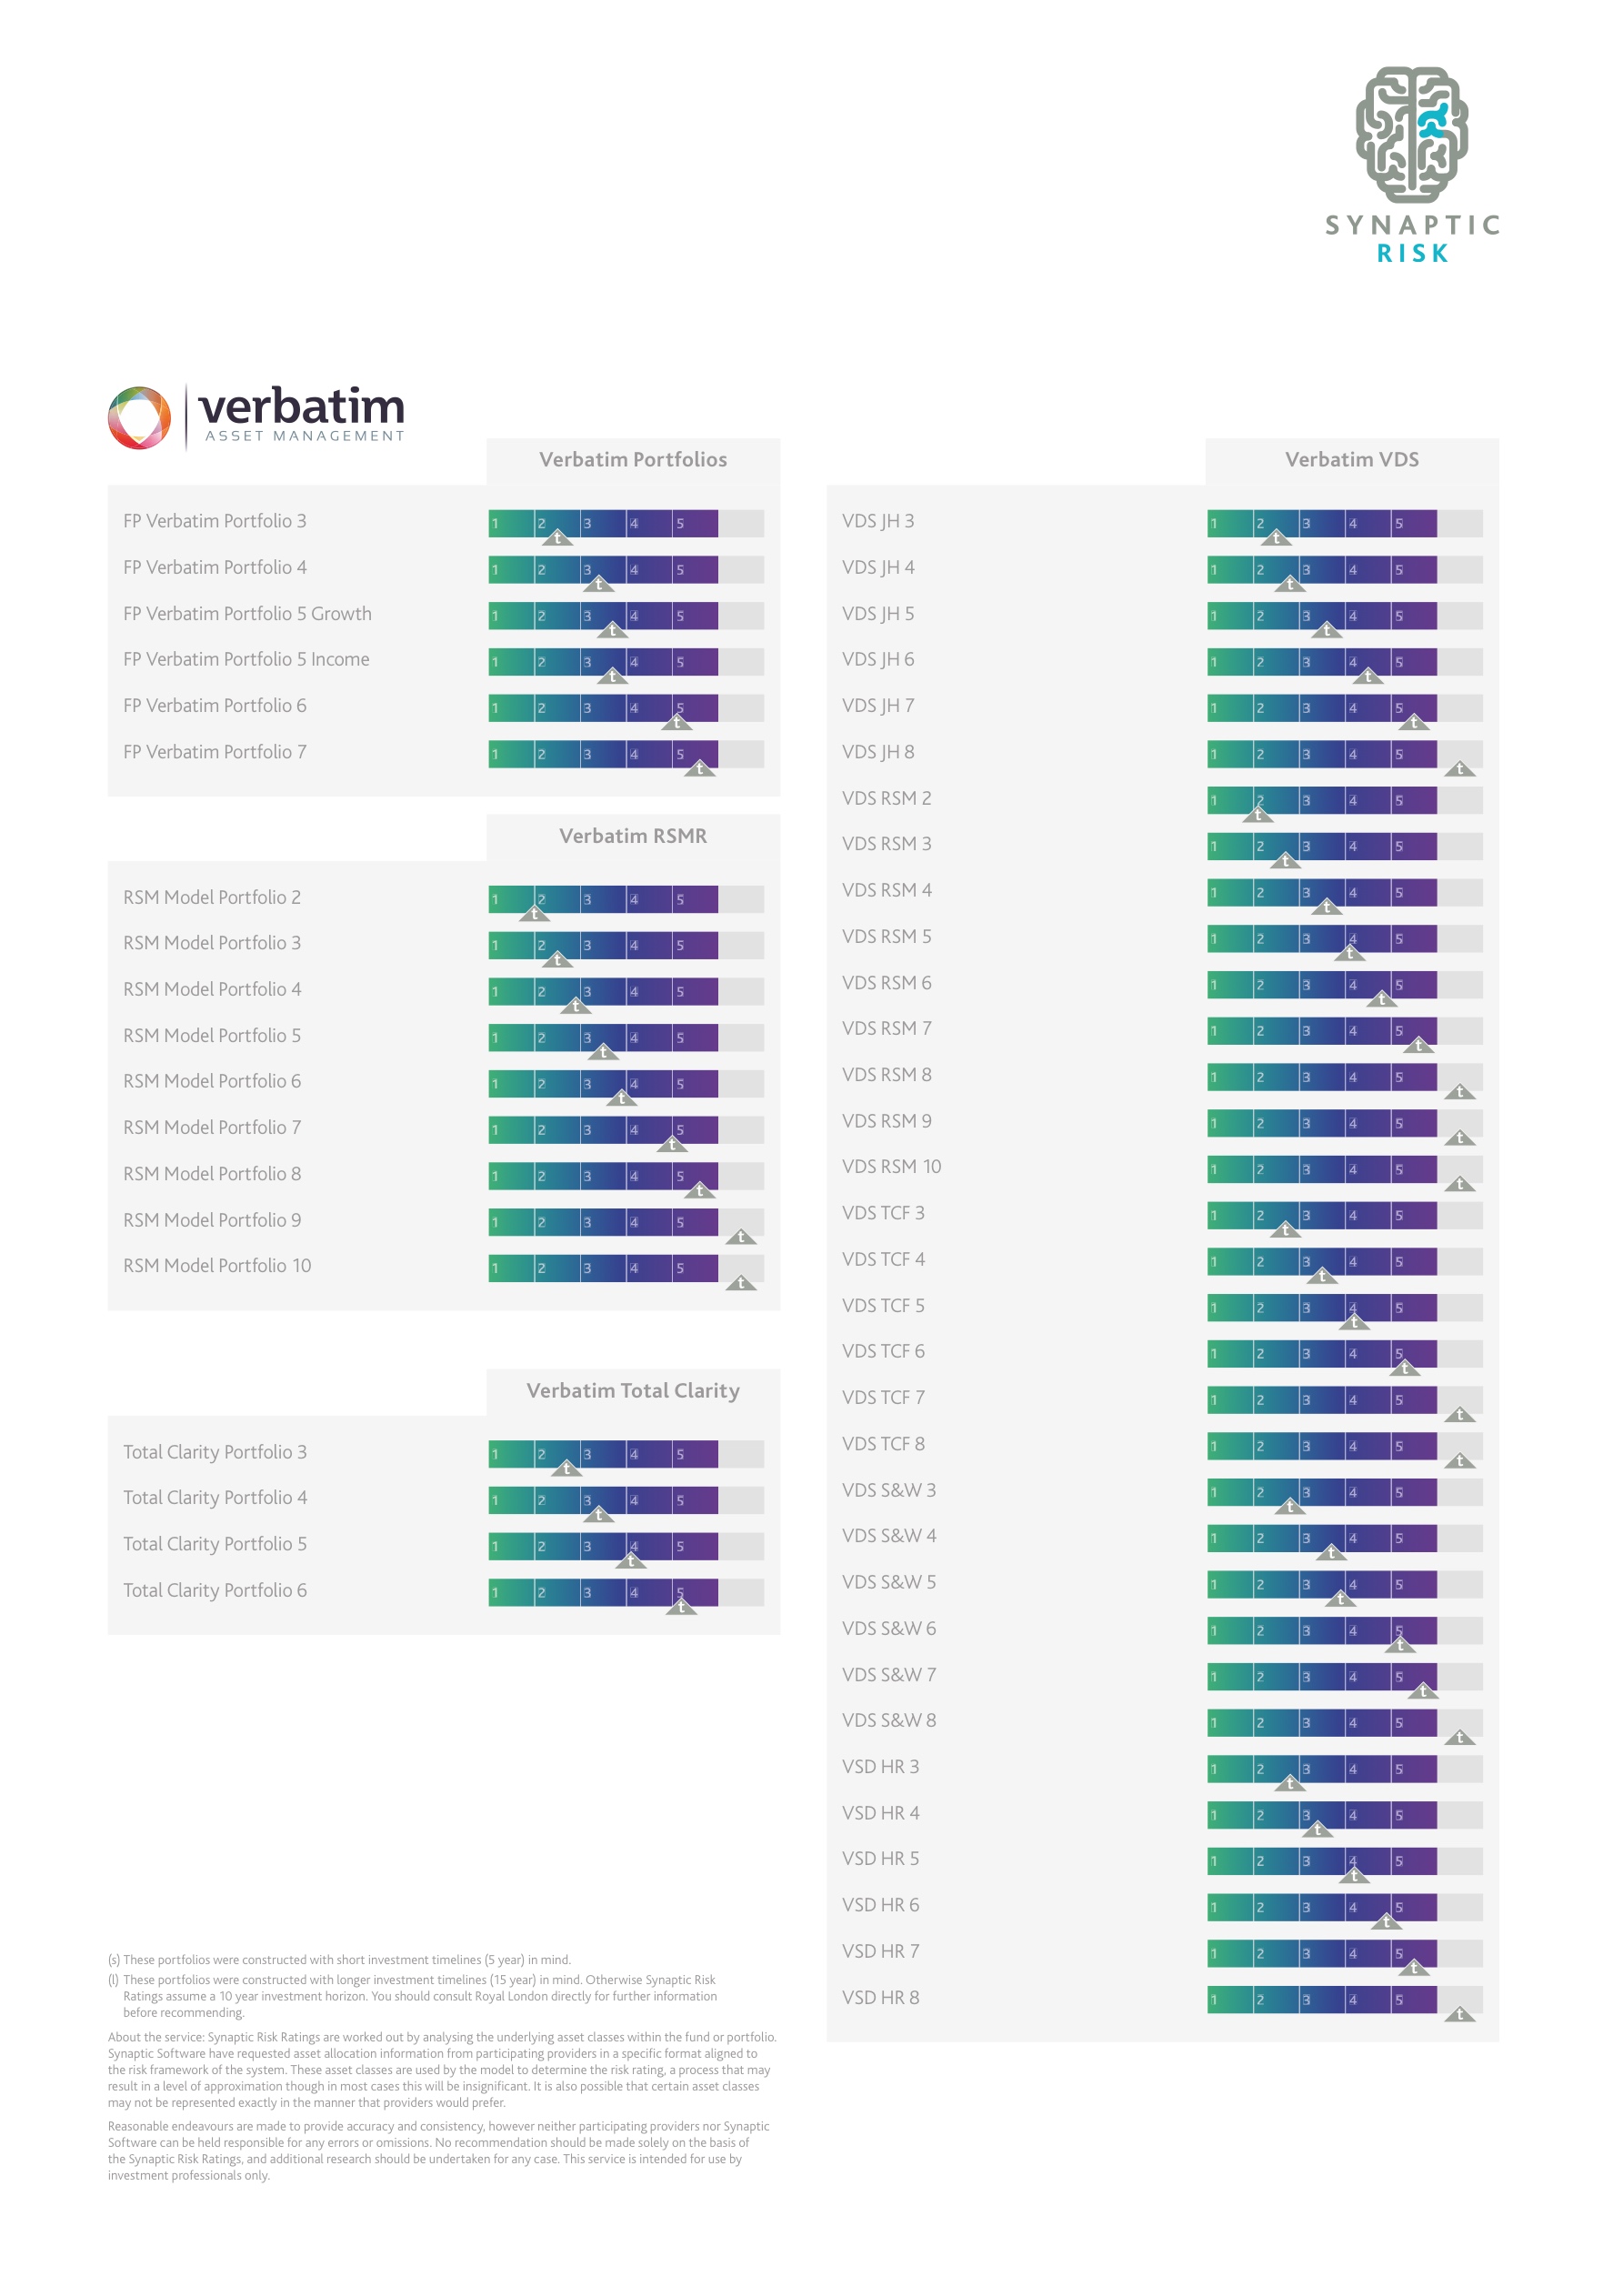 SYNAPTIC
RISK
verbatim
ASSET MANAGEMENT
Verbatim Portfolios
FP Verbatim Portfolio 3
1 2 3 4 5
t
FP Verbatim Portfolio 4
1 2 3 4 5
t
FP Verbatim Portfolio 5 Growth
1 2 3 4 5
t
FP Verbatim Portfolio 5 Income
1 2 3 4 5
t
FP Verbatim Portfolio 6
1 2 3 4 5
t
FP Verbatim Portfolio 7
1 2 3 4 5
t
Verbatim RSMR
RSM Model Portfolio 2
1 2 3 4 5
t
RSM Model Portfolio 3
1 2 3 4 5
t
RSM Model Portfolio 4
1 2 3 4 5
t
RSM Model Portfolio 5
1 2 3 4 5
t
RSM Model Portfolio 6
1 2 3 4 5
t
RSM Model Portfolio 7
1 2 3 4 5
t
RSM Model Portfolio 8
1 2 3 4 5
t
RSM Model Portfolio 9
1 2 3 4 5
t
RSM Model Portfolio 10
1 2 3 4 5
t
Verbatim Total Clarity
Total Clarity Portfolio 3
1 2 3 4 5
t
Total Clarity Portfolio 4
1 2 3 4 5
t
Total Clarity Portfolio 5
1 2 3 4 5
t
Total Clarity Portfolio 6
1 2 3 4 5
t
(s) These portfolios were constructed with short investment timelines (5 year) in mind.
(l) These portfolios were constructed with longer investment timelines (15 year) in mind. Otherwise Synaptic Risk
Ratings assume a 10 year investment horizon. You should consult Royal London directly for further information
before recommending.
About the service: Synaptic Risk Ratings are worked out by analysing the underlying asset classes within the fund or portfolio.
Synaptic Software have requested asset allocation information from participating providers in a specific format aligned to
the risk framework of the system. These asset classes are used by the model to determine the risk rating, a process that may
result in a level of approximation though in most cases this will be insignificant. It is also possible that certain asset classes
may not be represented exactly in the manner that providers would prefer.
Reasonable endeavours are made to provide accuracy and consistency, however neither participating providers nor Synaptic
Software can be held responsible for any errors or omissions. No recommendation should be made solely on the basis of
the Synaptic Risk Ratings, and additional research should be undertaken for any case. This service is intended for use by
investment professionals only.
Verbatim VDS
VDS JH 3
1 2 3 4 5
t
VDS JH 4
1 2 3 4 5
t
VDS JH 5
1 2 3 4 5
t
VDS JH 6
1 2 3 4 5
t
VDS JH 7
1 2 3 4 5
t
VDS JH 8
1 2 3 4 5
t
VDS RSM 2
1 2 3 4 5
t
VDS RSM 3
1 2 3 4 5
t
VDS RSM 4
1 2 3 4 5
t
VDS RSM 5
1 2 3 4 5
t
VDS RSM 6
1 2 3 4 5
t
VDS RSM 7
1 2 3 4 5
t
VDS RSM 8
1 2 3 4 5
t
VDS RSM 9
1 2 3 4 5
t
VDS RSM 10
1 2 3 4 5
t
VDS TCF 3
1 2 3 4 5
t
VDS TCF 4
1 2 3 4 5
t
VDS TCF 5
1 2 3 4 5
t
VDS TCF 6
1 2 3 4 5
t
VDS TCF 7
1 2 3 4 5
t
VDS TCF 8
1 2 3 4 5
t
VDS S&W 3
1 2 3 4 5
t
VDS S&W 4
1 2 3 4 5
t
VDS S&W 5
1 2 3 4 5
t
VDS S&W 6
1 2 3 4 5
t
VDS S&W 7
1 2 3 4 5
t
VDS S&W 8
1 2 3 4 5
t
VSD HR 3
1 2 3 4 5
t
VSD HR 4
1 2 3 4 5
t
VSD HR 5
1 2 3 4 5
t
VSD HR 6
1 2 3 4 5
t
VSD HR 7
1 2 3 4 5
t
VSD HR 8
1 2 3 4 5
t